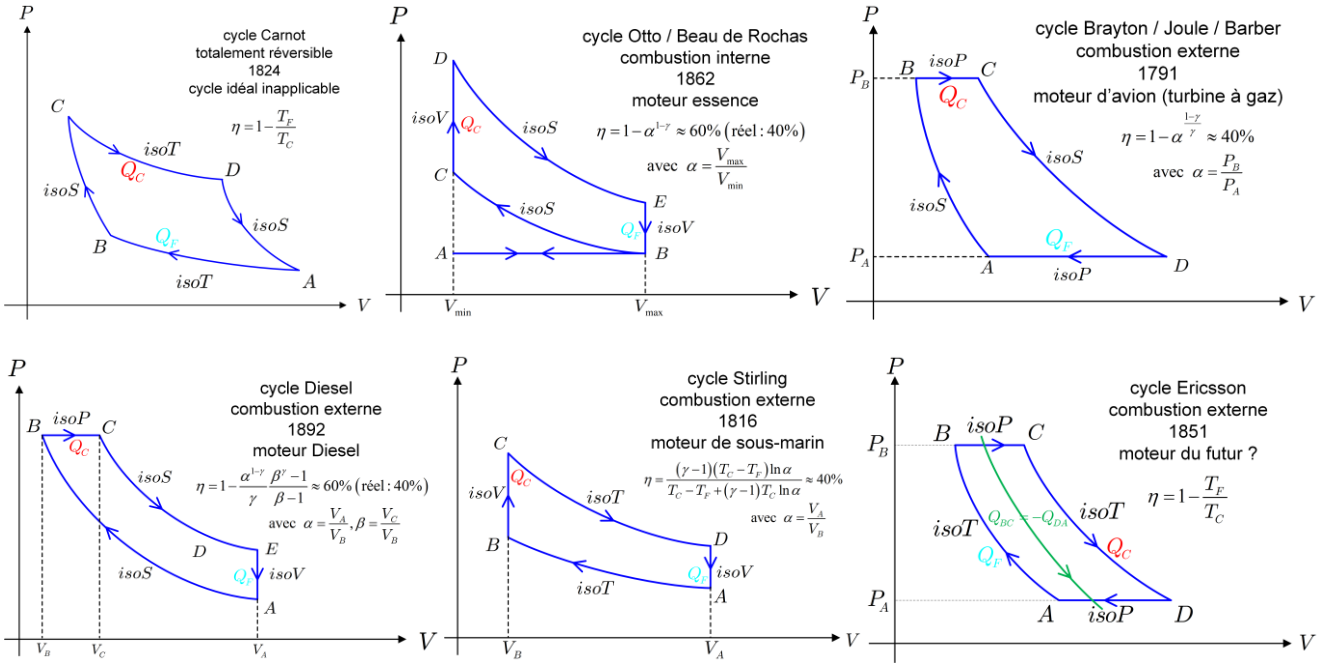 P
cycle Carnot
totalement réversible
1824
cycle idéal inapplicable
η = 1 - T_F / T_C
C
isoT
Q_C
D
isoS
isoS
B
Q_F
isoT
A
V
P
cycle Otto / Beau de Rochas
combustion interne
1862
moteur essence
η = 1 - α^(1-γ) ≈ 60% (réel : 40%)
avec α = V_max / V_min
D
isoV
Q_C
isoS
C
E
isoS
Q_F
isoV
A
B
V_min
V_max
V
P
cycle Brayton / Joule / Barber
combustion externe
1791
moteur d'avion (turbine à gaz)
η = 1 - α^((1-γ)/γ) ≈ 40%
avec α = P_B / P_A
P_B
B
isoP
C
Q_C
isoS
isoS
P_A
A
Q_F
isoP
D
V
P
cycle Diesel
combustion externe
1892
moteur Diesel
η = 1 - α^(1-γ) / γ β^γ - 1 / β - 1 ≈ 60% (réel : 40%)
avec α = V_A / V_B, β = V_C / V_B
B
isoP
C
Q_C
isoS
D
E
isoS
Q_F
isoV
A
V_B
V_C
V_A
V
P
cycle Stirling
combustion externe
1816
moteur de sous-marin
η = (γ-1)(T_C - T_F) ln α / T_C - T_F + (γ-1) T_C ln α ≈ 40%
avec α = V_A / V_B
C
Q_C
isoV
isoT
B
D
isoT
Q_F
isoV
A
V_B
V_A
V
P
cycle Ericsson
combustion externe
1851
moteur du futur ?
η = 1 - T_F / T_C
P_B
B
isoP
C
isoT
Q_BC = -Q_DA
isoT
Q_F
Q_C
P_A
A
isoP
D
V